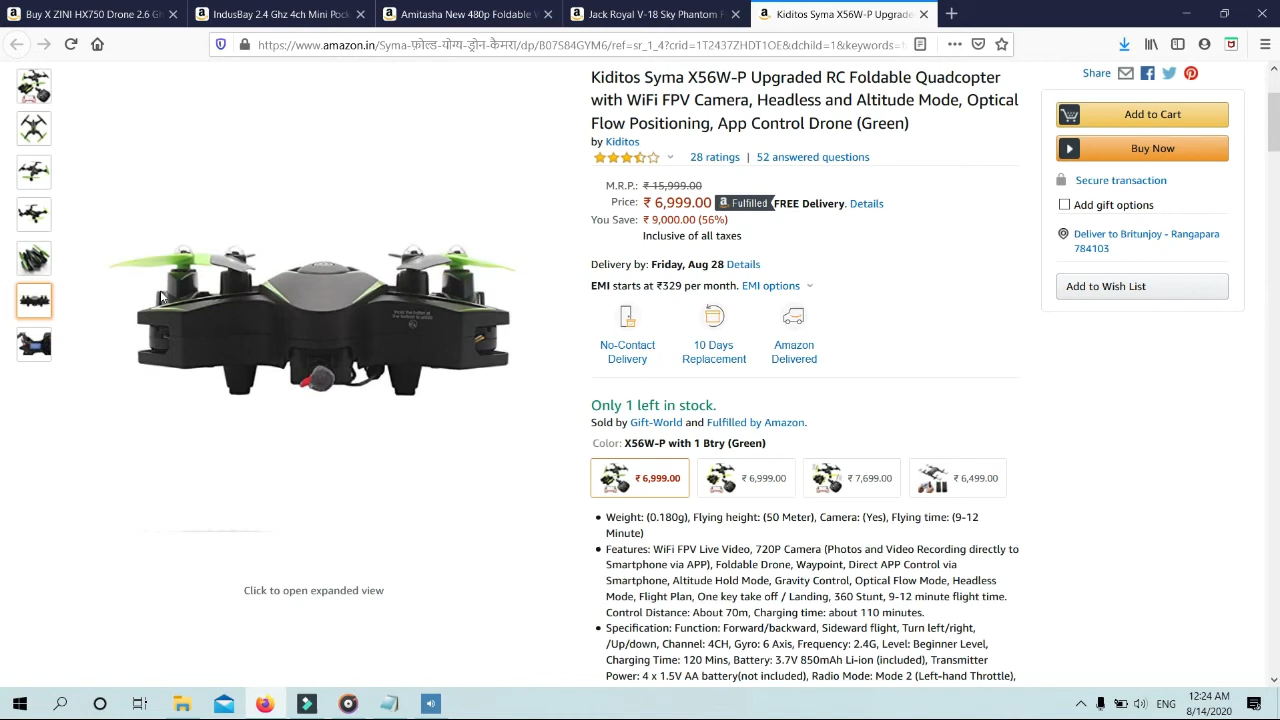 Buy X ZINI DRONE 2.6 Gh
IndusBay 2.4 Ghz 4ch Mini Pock
Amitasha New 480p Foldable W
Jack Royal V-18 Sky Phantom F
Kiditos Syma X56W-P Upgraded
Share
Kiditos Syma X56W-P Upgraded RC Foldable Quadcopter
with WiFi FPV Camera, Headless and Altitude Mode, Optical
Flow Positioning, App Control Drone (Green)
by Kiditos
28 ratings | 52 answered questions
M.R.P.: ₹ 15,999.00
Price: ₹ 6,999.00 Fulfilled FREE Delivery. Details
You Save: ₹ 9,000.00 (56%)
Inclusive of all taxes
Delivery by: Friday, Aug 28 Details
EMI starts at ₹329 per month. EMI options
No-Contact Delivery
10 Days Replacement
Amazon Delivered
Only 1 left in stock.
Sold by Gift-World and Fulfilled by Amazon.
Color: X56W-P with 1 Btry (Green)
₹ 6,999.00
₹ 6,999.00
₹ 7,699.00
₹ 6,499.00
Weight: (0.180g), Flying height: (50 Meter), Camera: (Yes), Flying time: (9-12
Minute)
Features: WiFi FPV Live Video, 720P Camera (Photos and Video Recording directly to
Smartphone via APP), Foldable Drone, Waypoint, Direct APP Control via
Smartphone, Altitude Hold Mode, Gravity Control, Optical Flow Mode, Headless
Mode, Flight Plan, One key take off / Landing, 360 Stunt, 9-12 minute flight time.
Control Distance: About 70m, Charging time: about 110 minutes.
Specification: Function: Forward/backward, Sideward flight, Turn left/right,
/Up/down, Channel: 4CH, Gyro: 6 Axis, Frequency: 2.4G, Level: Beginner Level,
Charging Time: 120 Mins, Battery: 3.7V 850mAh Li-ion (included), Transmitter
Power: 4 x 1.5V AA battery(not included), Radio Mode: Mode 2 (Left-hand Throttle),
Click to open expanded view
Add to Cart
Buy Now
Secure transaction
Add gift options
Deliver to Britunjoy - Rangapara
784103
Add to Wish List
ENG
12:24 AM
8/14/2020